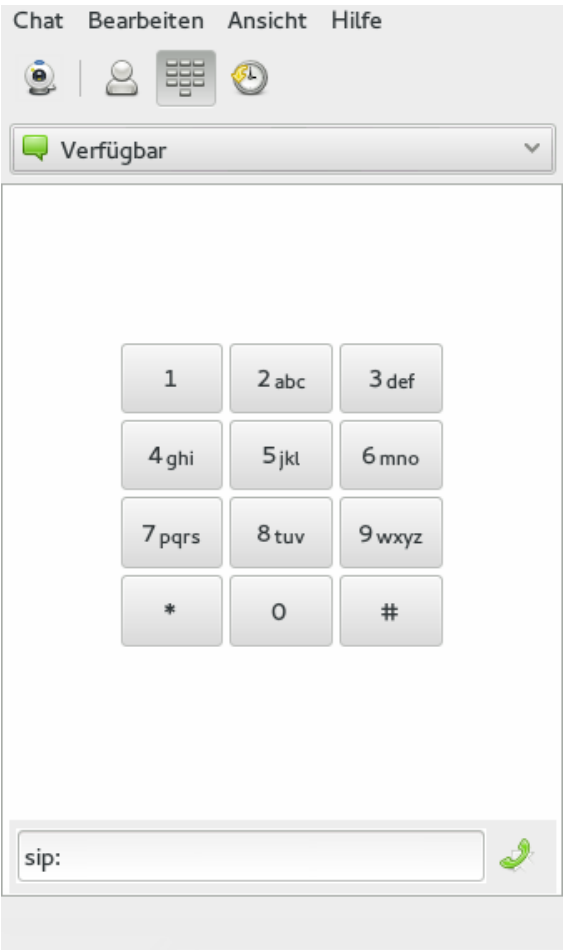 Chat Bearbeiten Ansicht Hilfe
Verfügbar
1 2 abc 3 def
4 ghi 5 jkl 6 mno
7 pqrs 8 tuv 9 wxyz
* 0 #
sip: